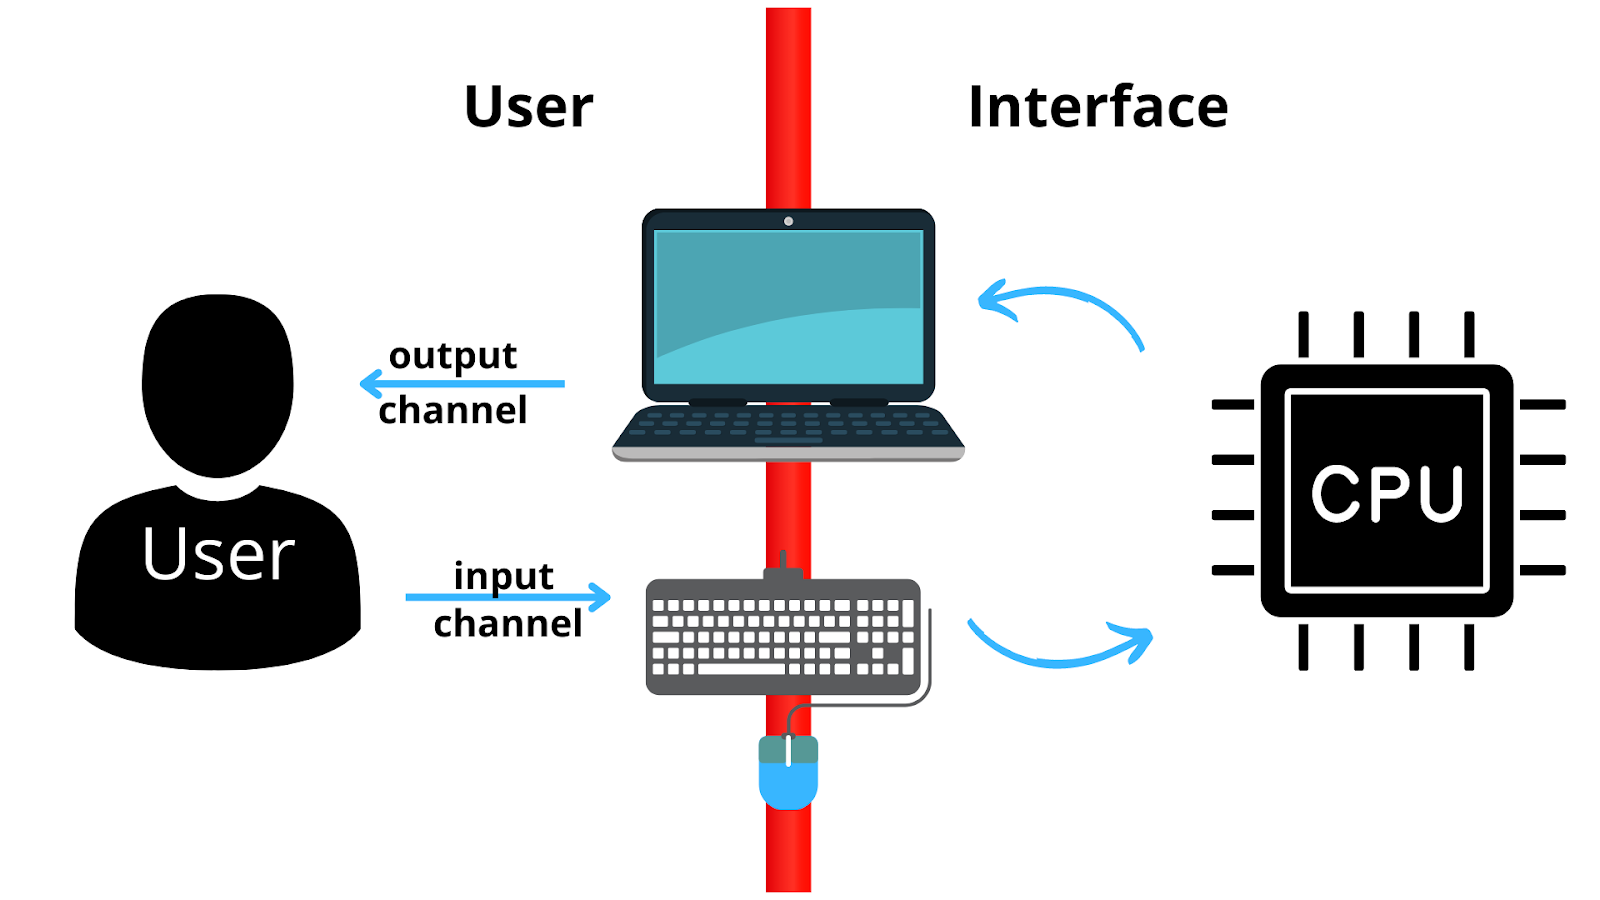 User
Interface
output
channel
User
input
channel
CPU